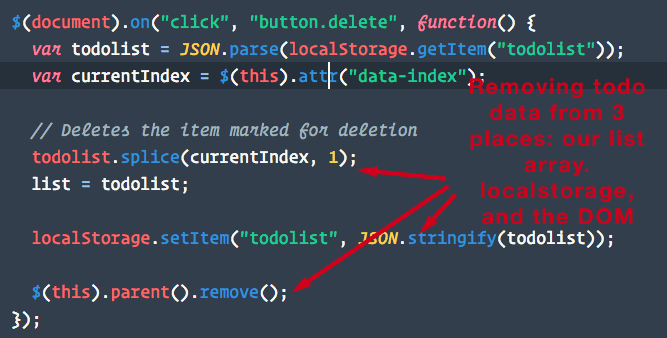 $(document).on("click", "button.delete", function() {
var todolist = JSON.parse(localStorage.getItem("todolist"));
var currentIndex = $(this).attr("data-index");
// Deletes the item marked for deletion
todolist.splice(currentIndex, 1);
list = todolist;
localStorage.setItem("todolist", JSON.stringify(todolist));
$(this).parent().remove();
});
Removing todo
data from 3
places: our list
array.
localstorage,
and the DOM